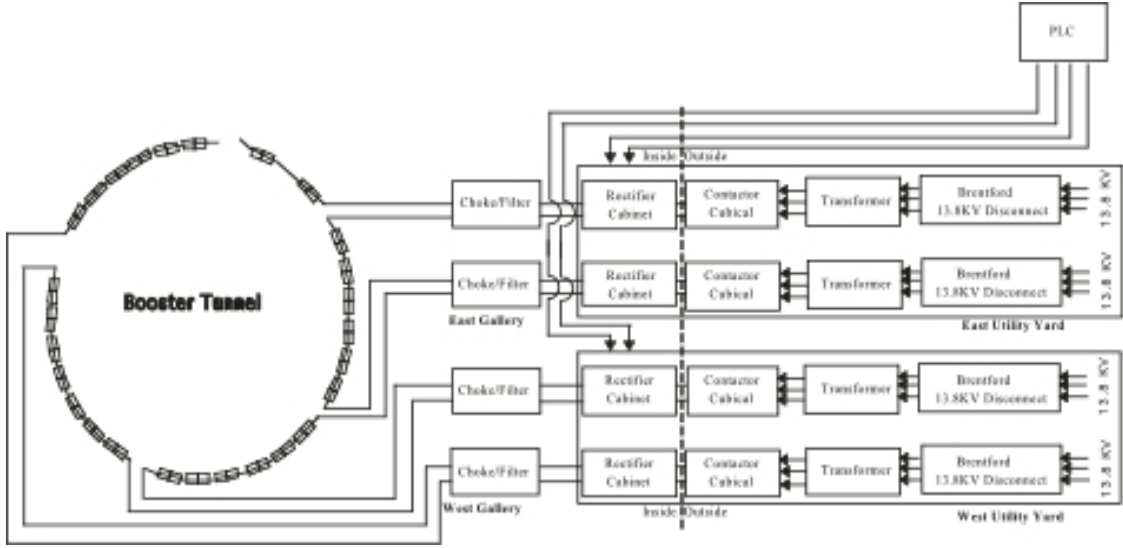 PLC
Inside Outside
Choke/Filter
Rectifier
Cabinet
Contactor
Cubical
Transformer
Brentford
13.8KV Disconnect
13.8 KV
Booster Tunnel
Choke/Filter
Rectifier
Cabinet
Contactor
Cubical
Transformer
Brentford
13.8KV Disconnect
13.8 KV
East Gallery
East Utility Yard
Choke/Filter
Rectifier
Cabinet
Contactor
Cubical
Transformer
Brentford
13.8KV Disconnect
13.8 KV
Choke/Filter
Rectifier
Cabinet
Contactor
Cubical
Transformer
Brentford
13.8KV Disconnect
13.8 KV
West Gallery
Inside Outside
West Utility Yard